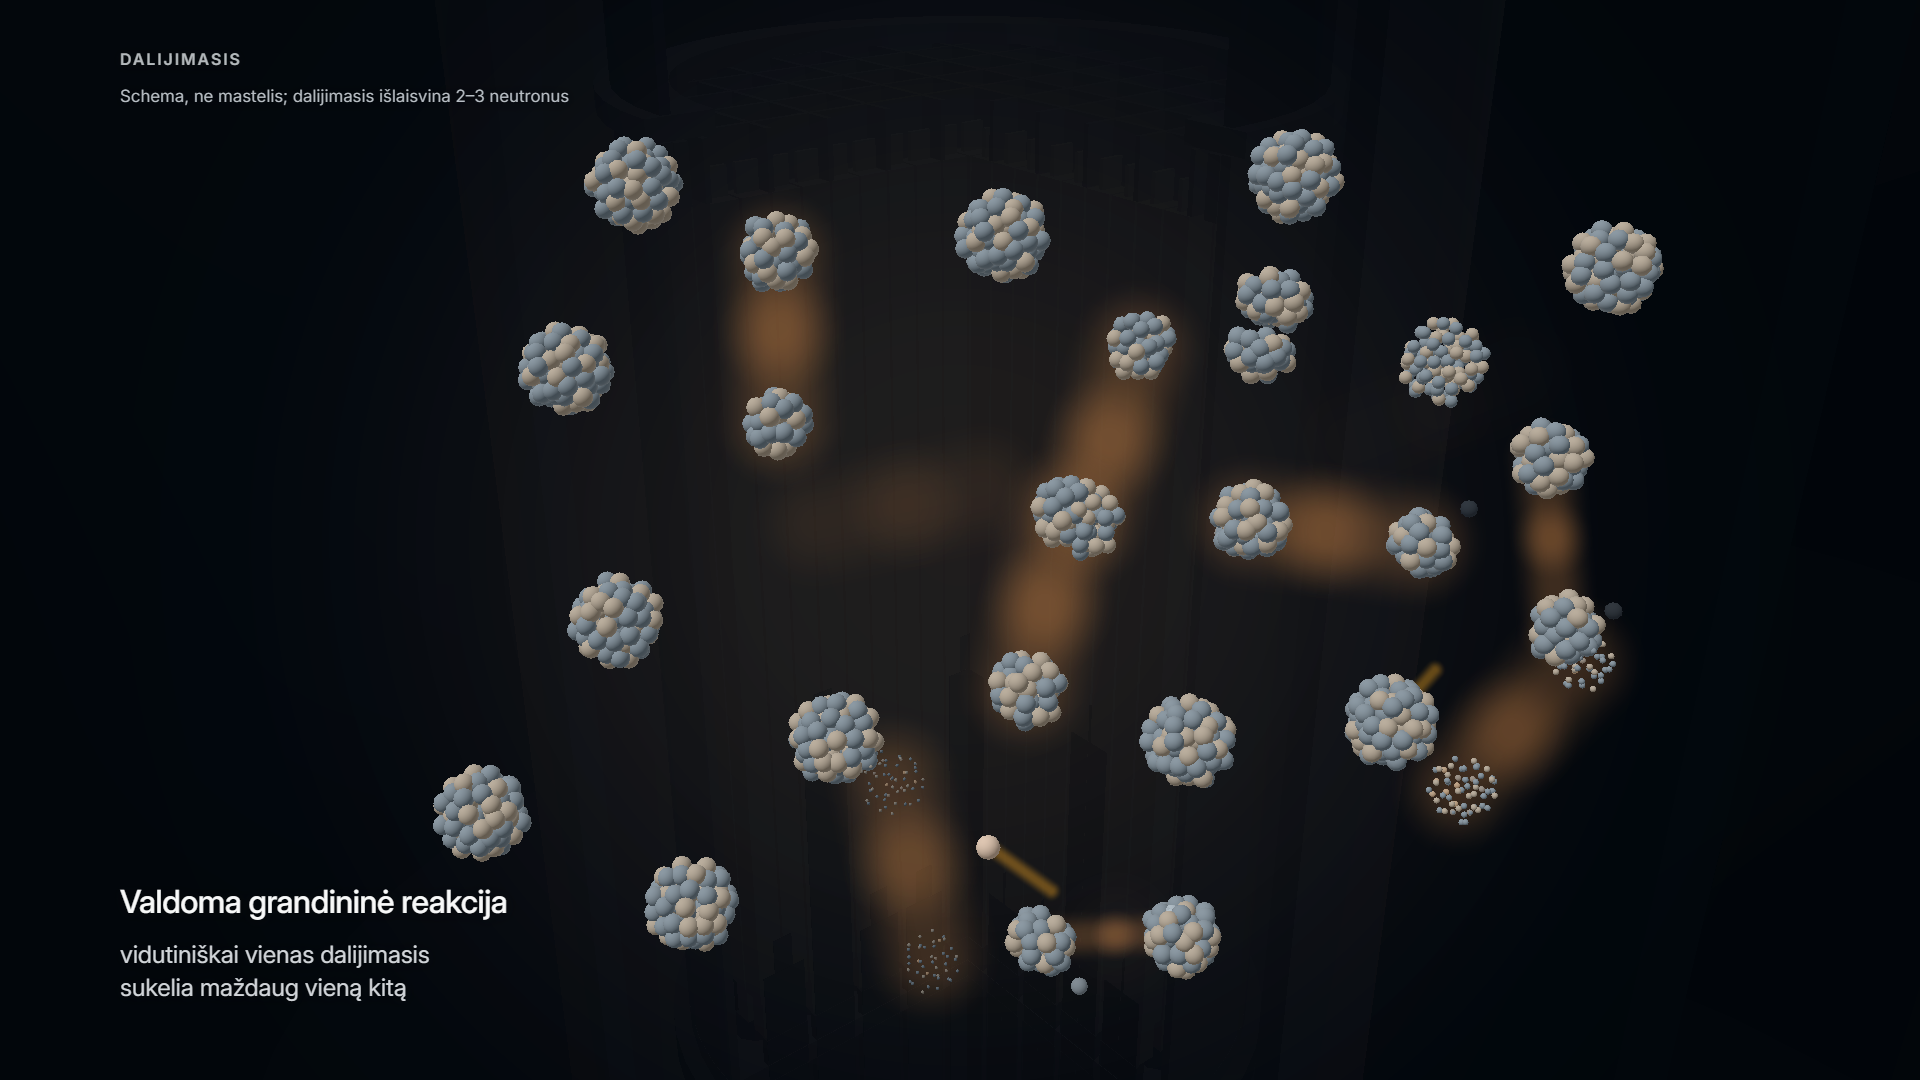 DALIJIMASIS
Schema, ne mastelis; dalijimasis išlaisvina 2–3 neutronus
Valdoma grandininė reakcija
vidutiniškai vienas dalijimasis
sukelia maždaug vieną kitą